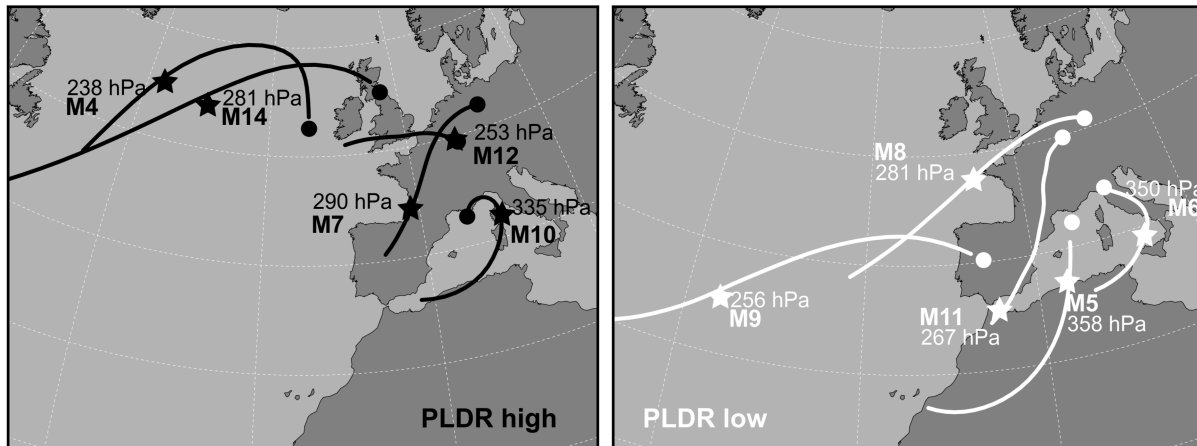 238 hPa
M4
281 hPa
M14
253 hPa
M12
290 hPa
M7
335 hPa
M10
PLDR high
M8
281 hPa
350 hPa
M6
256 hPa
M9
M11
267 hPa
M5
358 hPa
PLDR low